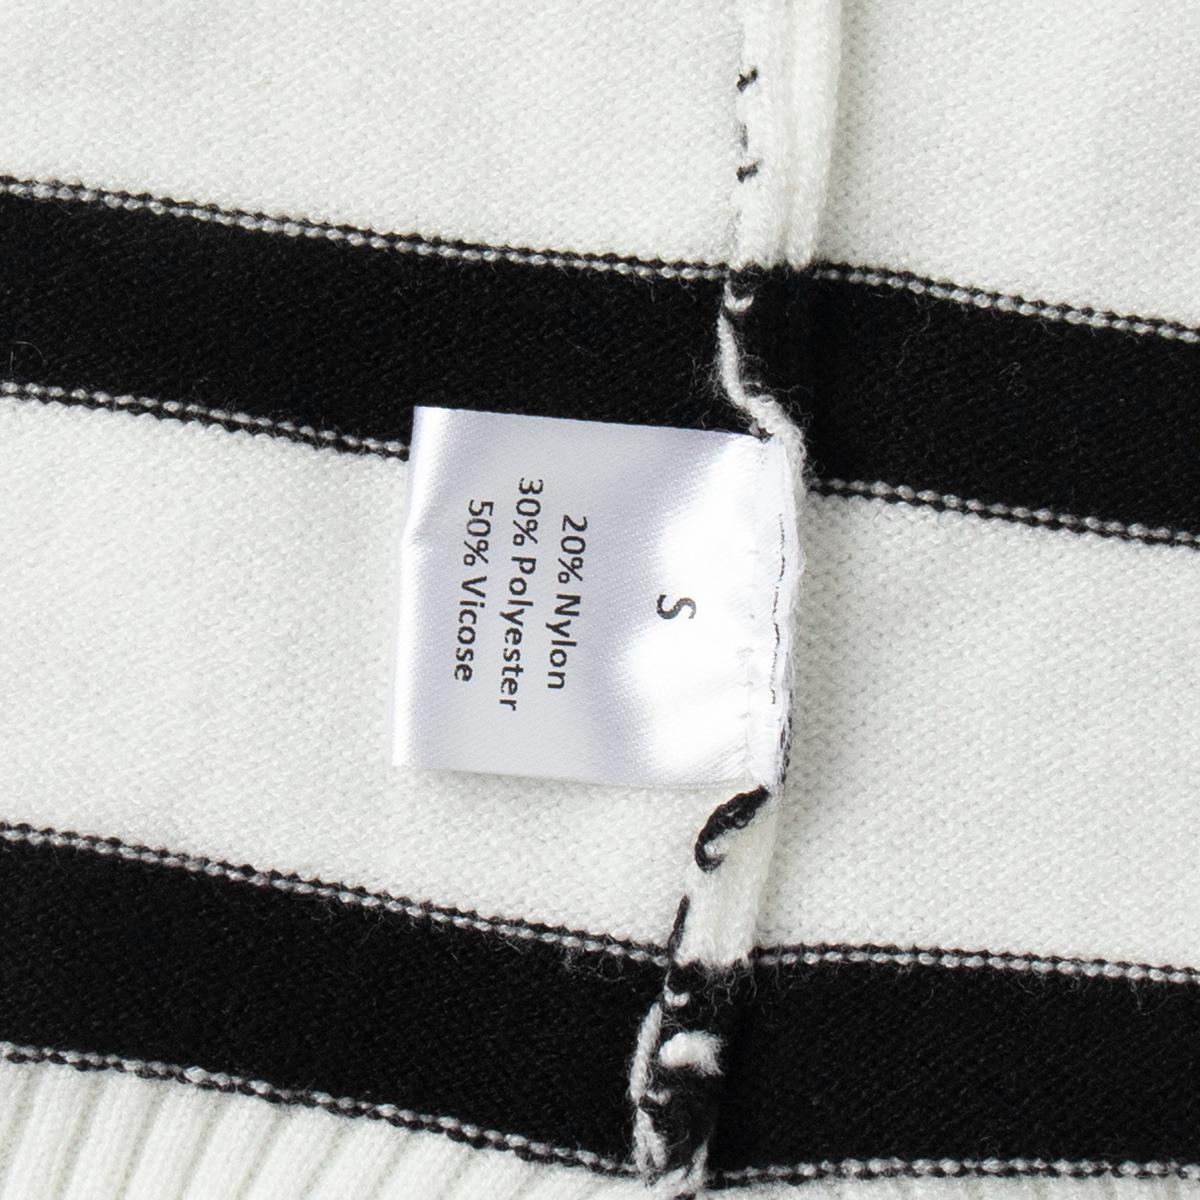 S
20% Nylon
30% Polyester
50% Vicose